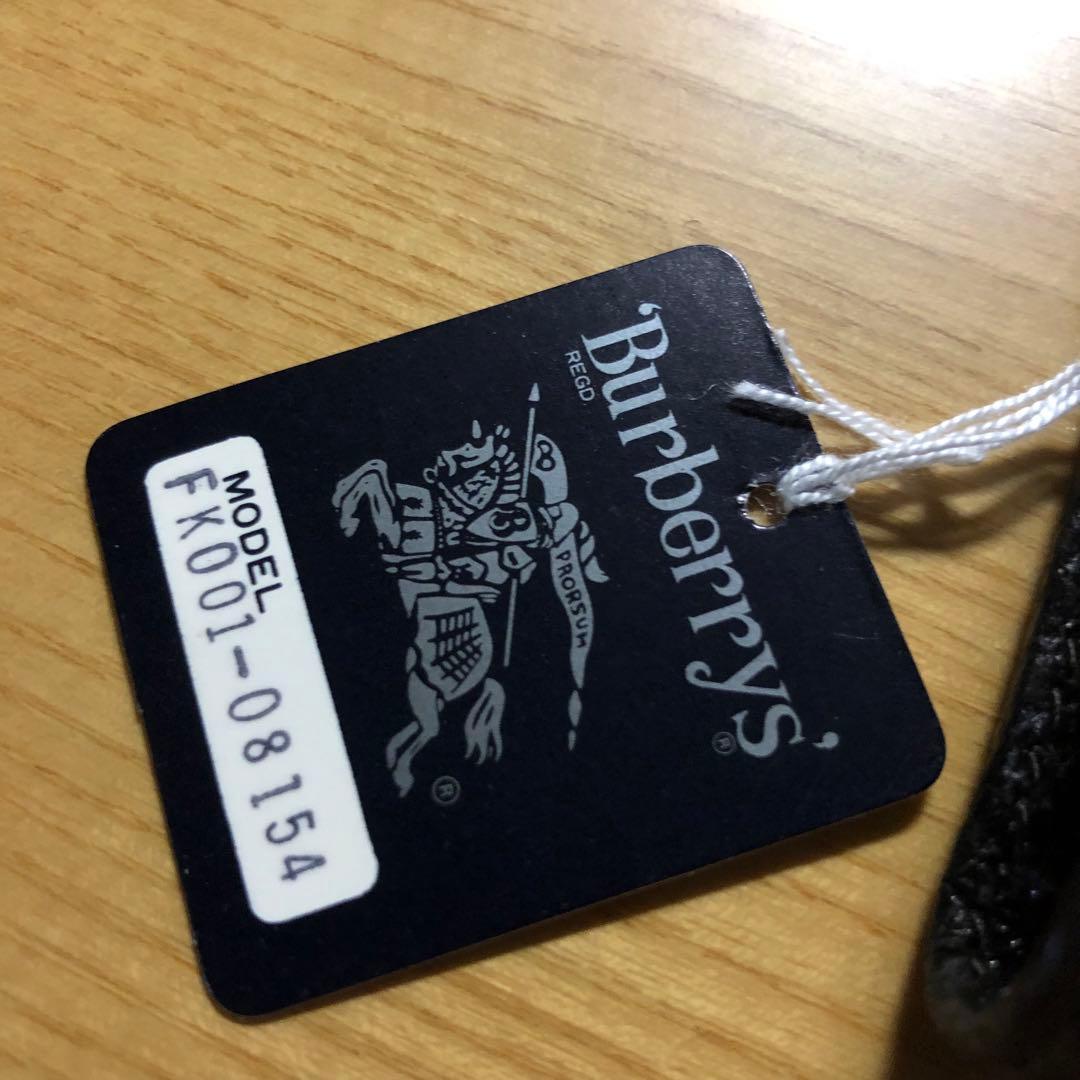 'Burberrys'®
REGD.
PRORSUM
B
®
MODEL
FK001-08154